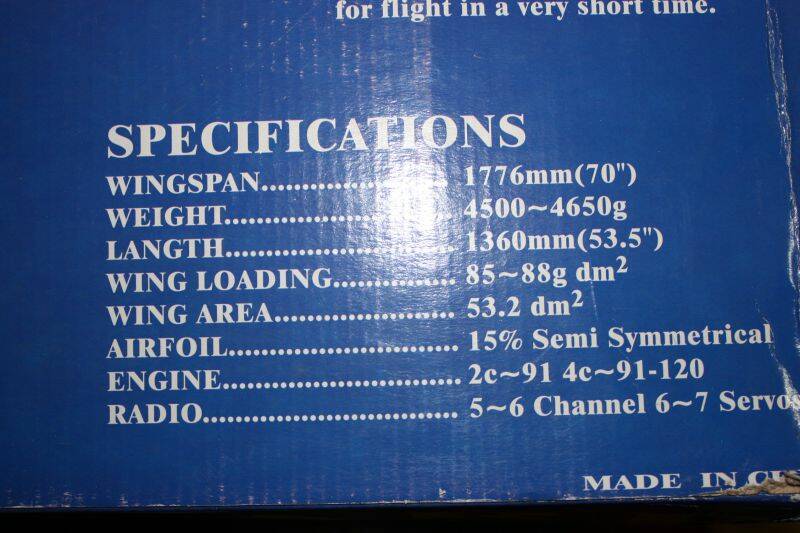 for flight in a very short time.
SPECIFICATIONS
WINGSPAN....................... 1776mm(70")
WEIGHT............................ 4500~4650g
LANGTH............................ 1360mm(53.5")
WING LOADING............... 85~88g dm²
WING AREA...................... 53.2 dm²
AIRFOIL............................ 15% Semi Symmetrical
ENGINE............................. 2c~91 4c~91-120
RADIO............................... 5~6 Channel 6~7 Servos
MADE IN